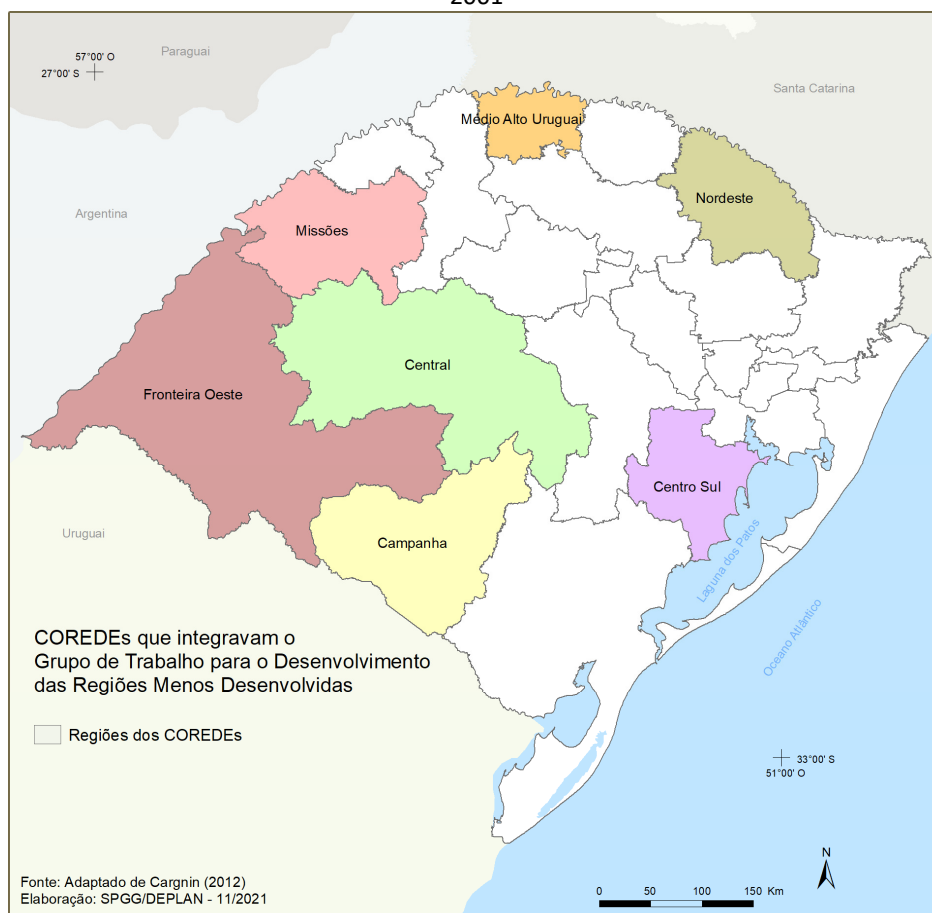 2001
Paraguai
57°00' O
27°00' S
Santa Catarina
Médio Alto Uruguai
Nordeste
Argentina
Missões
Central
Fronteira Oeste
Centro Sul
Uruguai
Campanha
Laguna dos Patos
Oceano Atlântico
COREDEs que integravam o
Grupo de Trabalho para o Desenvolvimento
das Regiões Menos Desenvolvidas
Regiões dos COREDEs
33°00' S
51°00' O
N
Fonte: Adaptado de Cargnin (2012)
Elaboração: SPGG/DEPLAN - 11/2021
0 50 100 150 Km